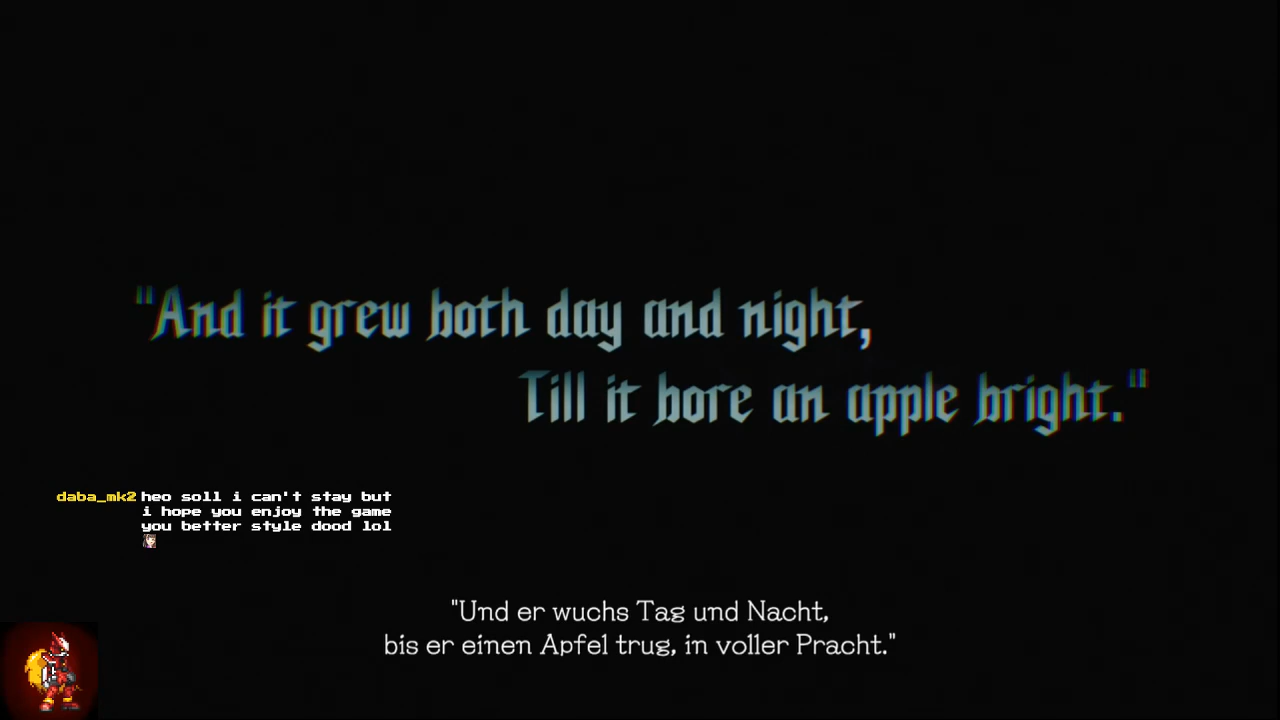 "And it grew both day and night,
Till it bore an apple bright."
daba_mk2 heo soll i can't stay but
i hope you enjoy the game
you better style dood lol
"Und er wuchs Tag und Nacht,
bis er einen Apfel trug, in voller Pracht."